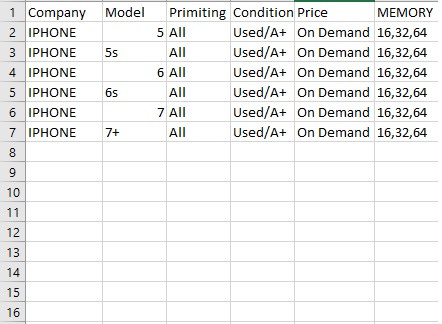 1 Company Model Primiting Condition Price MEMORY
2 IPHONE 5 All Used/A+ On Demand 16,32,64
3 IPHONE 5s All Used/A+ On Demand 16,32,64
4 IPHONE 6 All Used/A+ On Demand 16,32,64
5 IPHONE 6s All Used/A+ On Demand 16,32,64
6 IPHONE 7 All Used/A+ On Demand 16,32,64
7 IPHONE 7+ All Used/A+ On Demand 16,32,64
8
9
10
11
12
13
14
15
16